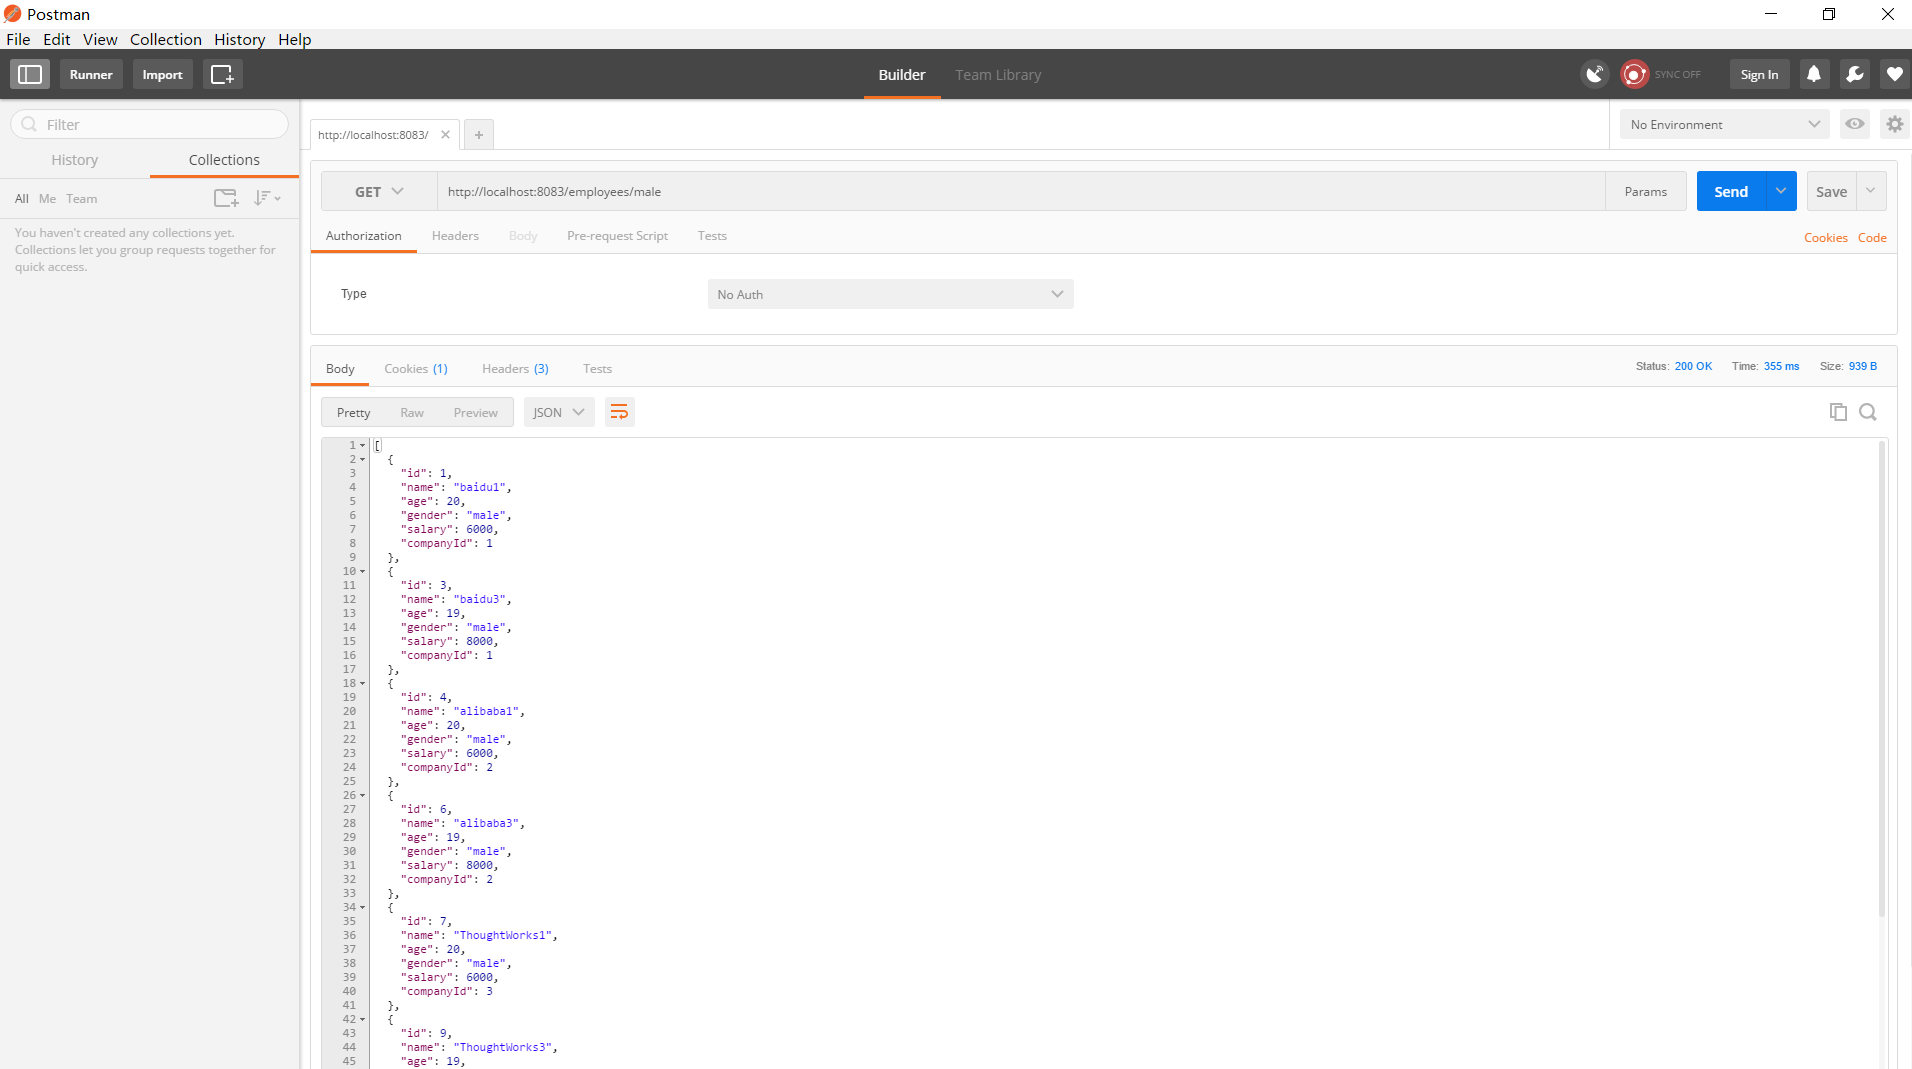 Postman
File Edit View Collection History Help
Runner Import Builder Team Library SYNC OFF Sign In
Filter
History Collections
All Me Team
You haven't created any collections yet.
Collections let you group requests together for
quick access.
http://localhost:8083/
No Environment
GET http://localhost:8083/employees/male Params Send Save
Authorization Headers Body Pre-request Script Tests Cookies Code
Type No Auth
Body Cookies (1) Headers (3) Tests Status: 200 OK Time: 355 ms Size: 939 B
Pretty Raw Preview JSON
1 [
2 {
3 "id": 1,
4 "name": "baidu1",
5 "age": 20,
6 "gender": "male",
7 "salary": 6000,
8 "companyId": 1
9 },
10 {
11 "id": 3,
12 "name": "baidu3",
13 "age": 19,
14 "gender": "male",
15 "salary": 8000,
16 "companyId": 1
17 },
18 {
19 "id": 4,
20 "name": "alibaba1",
21 "age": 20,
22 "gender": "male",
23 "salary": 6000,
24 "companyId": 2
25 },
26 {
27 "id": 6,
28 "name": "alibaba3",
29 "age": 19,
30 "gender": "male",
31 "salary": 8000,
32 "companyId": 2
33 },
34 {
35 "id": 7,
36 "name": "ThoughtWorks1",
37 "age": 20,
38 "gender": "male",
39 "salary": 6000,
40 "companyId": 3
41 },
42 {
43 "id": 9,
44 "name": "ThoughtWorks3",
45 "age": 19,